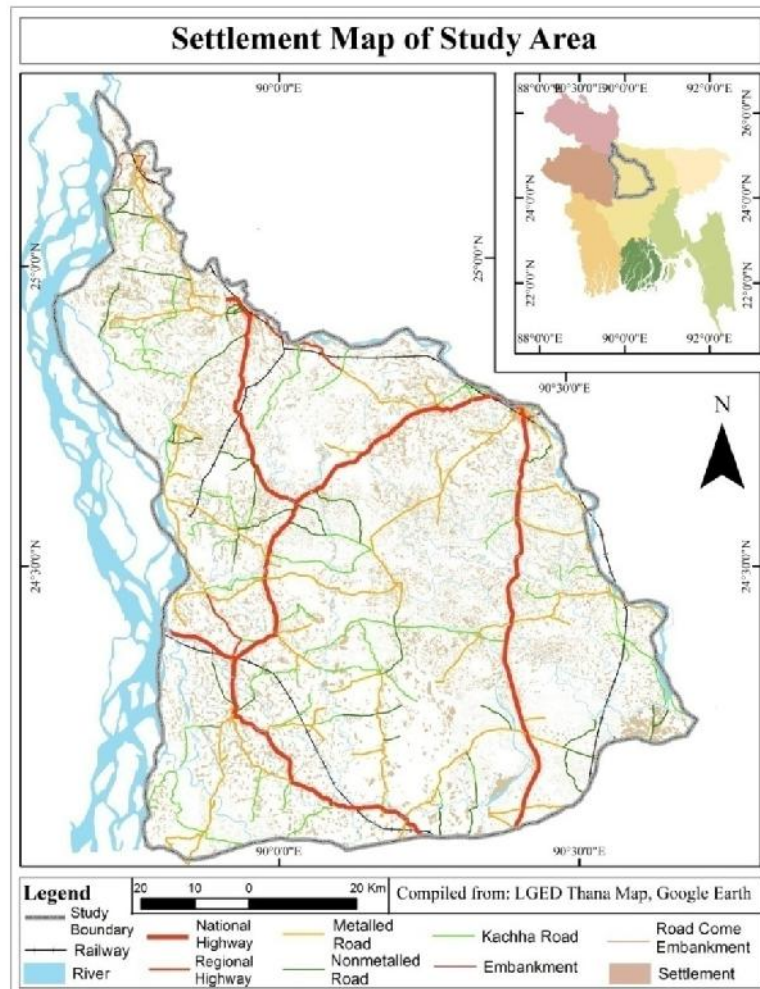 Settlement Map of Study Area
90°0'0"E
88°0'0"E
90°30'0"E
90°0'0"E
92°0'0"E
26°0'0"N
24°0'0"N
22°0'0"N
24°0'0"N
22°0'0"N
88°0'0"E
90°0'0"E
92°0'0"E
25°0'0"N
25°0'0"N
90°30'0"E
N
24°30'0"N
24°30'0"N
90°0'0"E
90°30'0"E
Legend
20 10 0 20 Km
Compiled from: LGED Thana Map, Google Earth
Study
Boundary
Railway
River
National
Highway
Regional
Highway
Metalled
Road
Nonmetalled
Road
Kachha Road
Embankment
Road Come
Embankment
Settlement